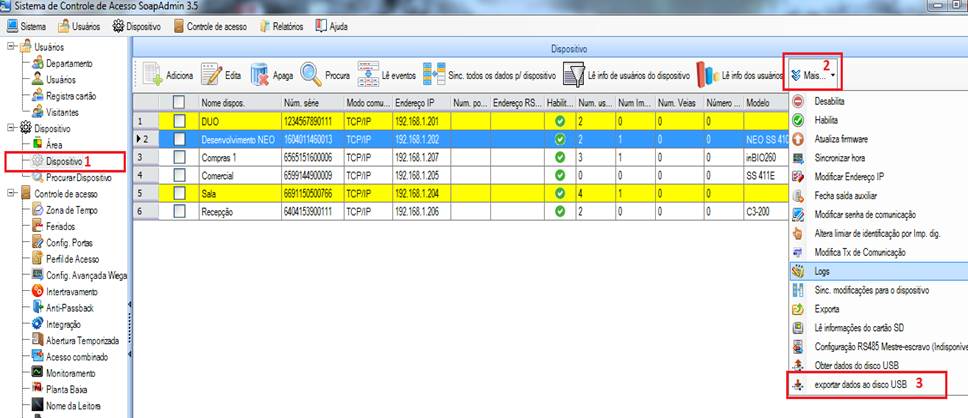 Sistema de Controle de Acesso SoapAdmin 3.5
Sistema Usuários Dispositivo Controle de acesso Relatórios Ajuda
Usuários
Departamento
Usuários
Registra cartão
Visitantes
Dispositivo
Área
Dispositivo 1
Procurar Dispositivo
Controle de acesso
Zona de Tempo
Feriados
Config. Portas
Perfil de Acesso
Config. Avançada Wega
Intertravamento
Anti-Passback
Integração
Abertura Temporizada
Acesso combinado
Monitoramento
Planta Baixa
Nome da Leitora
Dispositivo
Adiciona Edita Apaga Procura Lê eventos Sinc. todos os dados p/ dispositivo Lê info de usuários do dispositivo Lê info dos usuários Mais... 2
Nome dispos. Núm. série Modo comu... Endereço IP Num. po... Endereço RS... Habilit... Num. us... Num Im... Num. Veias Número ... Modelo
1 DUO 1234567890111 TCP/IP 192.168.1.201 2 0 0 0
2 Desenvolvimento NEO 1604011460013 TCP/IP 192.168.1.202 2 1 0 0 NEO SS 410
3 Compras 1 6565151600006 TCP/IP 192.168.1.207 3 1 0 0 inBIO260
4 Comercial 6599144900009 TCP/IP 192.168.1.205 0 0 0 SS 411E
5 Sala 6691150500766 TCP/IP 192.168.1.204 4 1 0 0
6 Recepção 6404153900111 TCP/IP 192.168.1.206 2 0 0 0 C3-200
Desabilita
Habilita
Atualiza firmware
Sincronizar hora
Modificar Endereço IP
Fecha saída auxiliar
Modificar senha de comunicação
Altera limiar de identificação por Imp. dig.
Modifica Tx de Comunicação
Logs
Sinc. modificações para o dispositivo
Exporta
Lê informações do cartão SD
Configuração RS485 Mestre-escravo (Indisponíve
Obter dados do disco USB
exportar dados ao disco USB 3